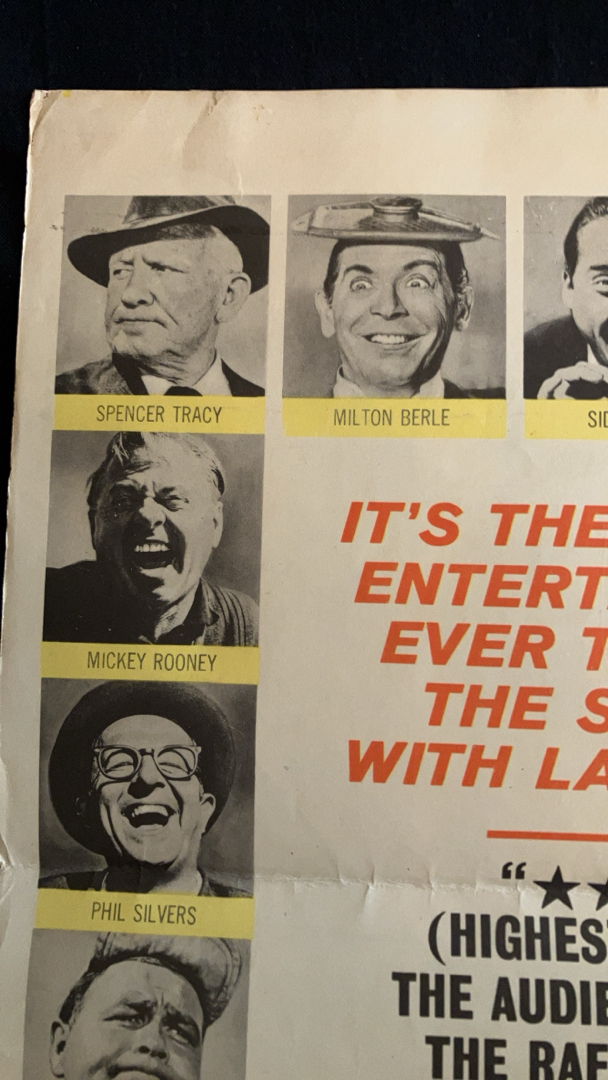 SPENCER TRACY
MILTON BERLE
SID
MICKEY ROONEY
PHIL SILVERS
IT'S THE
ENTERT
EVER T
THE S
WITH LA
"★★
(HIGHES
THE AUDIE
THE RAF